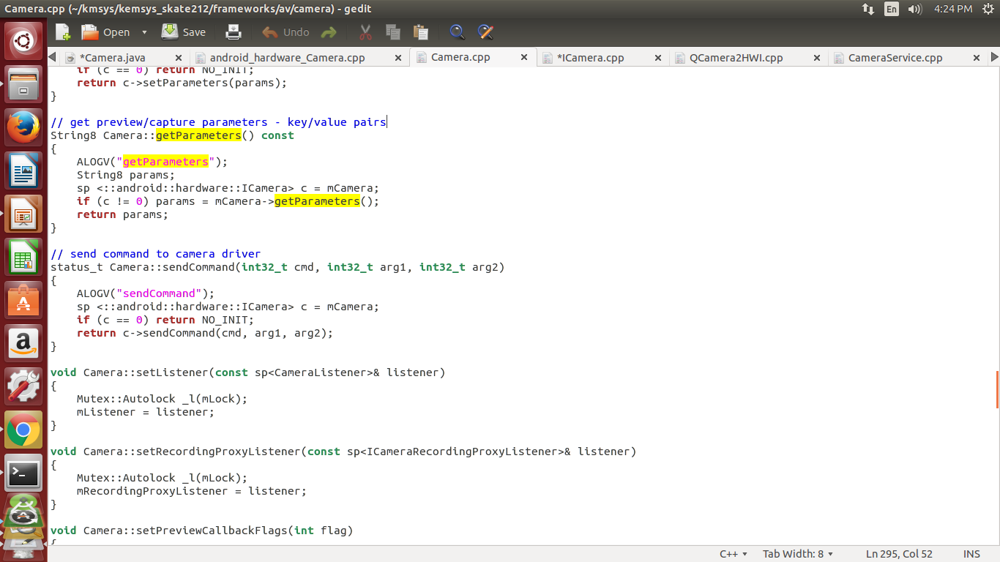 Camera.cpp (~/kmsys/kemsys_skate212/frameworks/av/camera) - gedit
En
4:24 PM
Open
Save
Undo
*Camera.java
android_hardware_Camera.cpp
Camera.cpp
*ICamera.cpp
QCamera2HWI.cpp
CameraService.cpp
if (c == 0) return NO_INIT;
return c->setParameters(params);
}
// get preview/capture parameters - key/value pairs
String8 Camera::getParameters() const
{
ALOGV("getParameters");
String8 params;
sp <::android::hardware::ICamera> c = mCamera;
if (c != 0) params = mCamera->getParameters();
return params;
}
// send command to camera driver
status_t Camera::sendCommand(int32_t cmd, int32_t arg1, int32_t arg2)
{
ALOGV("sendCommand");
sp <::android::hardware::ICamera> c = mCamera;
if (c == 0) return NO_INIT;
return c->sendCommand(cmd, arg1, arg2);
}
void Camera::setListener(const sp<CameraListener>& listener)
{
Mutex::Autolock _l(mLock);
mListener = listener;
}
void Camera::setRecordingProxyListener(const sp<ICameraRecordingProxyListener>& listener)
{
Mutex::Autolock _l(mLock);
mRecordingProxyListener = listener;
}
void Camera::setPreviewCallbackFlags(int flag)
{
C++
Tab Width: 8
Ln 295, Col 52
INS